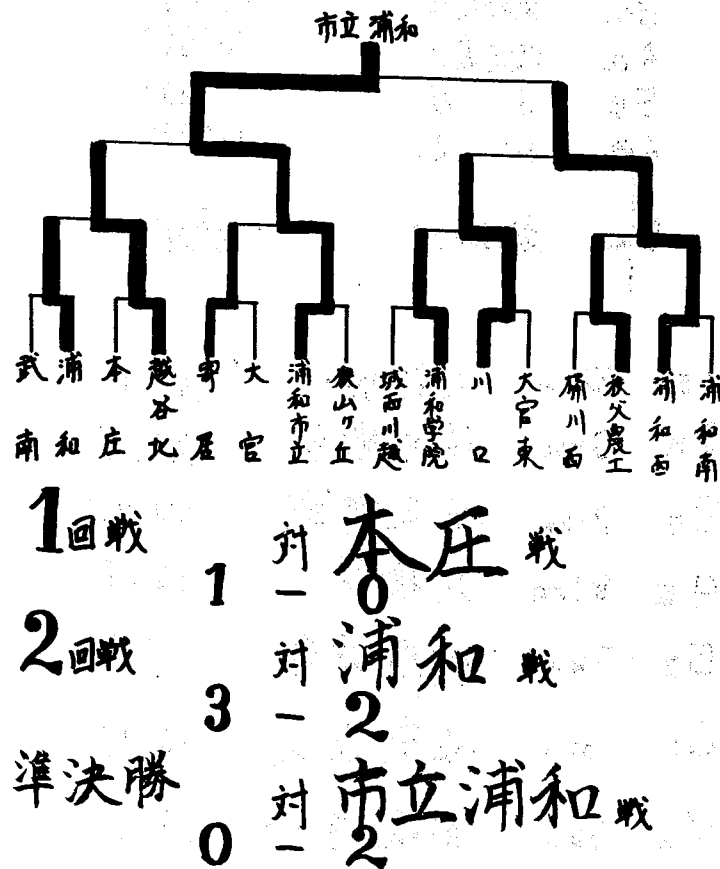 市立浦和
武南
浦和
本庄
越谷北
寄居
大宮
浦和市立
狭山ヶ丘
城西川越
浦和学院
川口
大宮東
桶川西
秩父農工
浦和西
浦和南
1回戦 対 本庄 戦
1 − 0
2回戦 対 浦和 戦
3 − 2
準決勝 対 市立浦和 戦
0 − 2